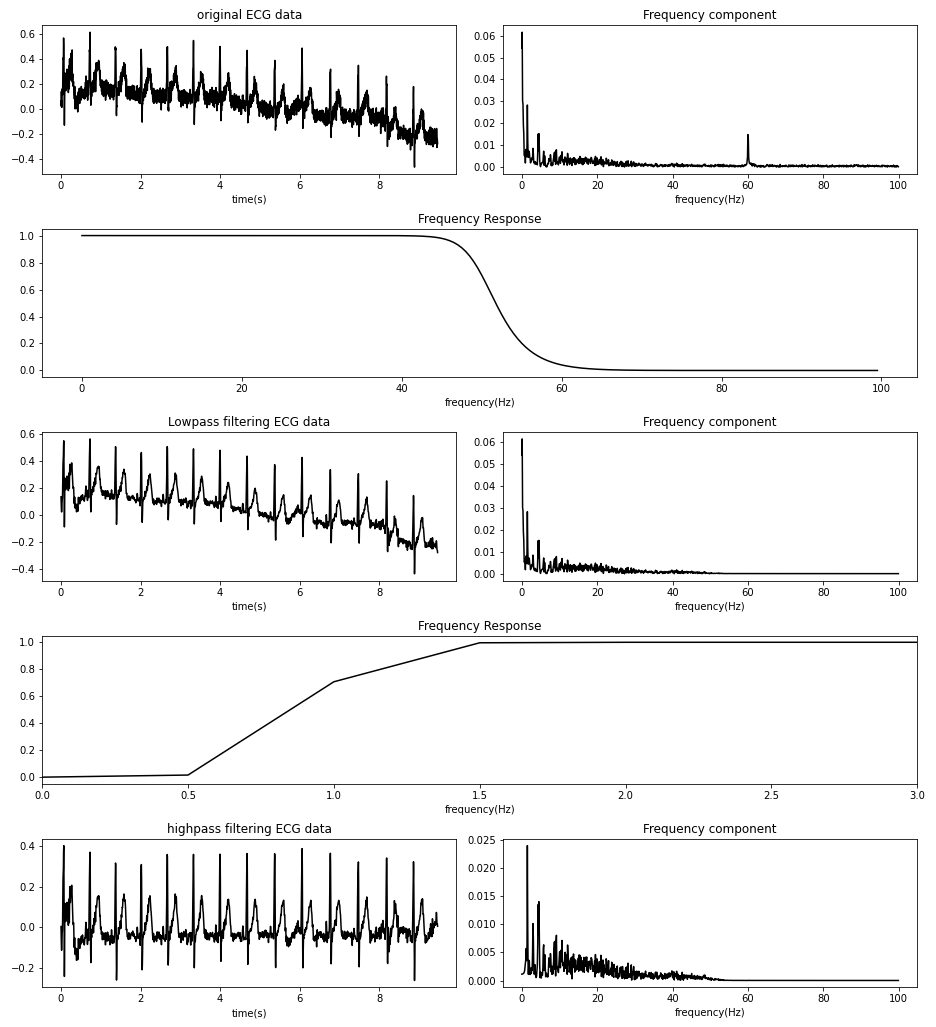 original ECG data
0.6
0.4
0.2
0.0
−0.2
−0.4
0 2 4 6 8
time(s)
Frequency component
0.06
0.05
0.04
0.03
0.02
0.01
0.00
0 20 40 60 80 100
frequency(Hz)
Frequency Response
1.0
0.8
0.6
0.4
0.2
0.0
0 20 40 60 80 100
frequency(Hz)
Lowpass filtering ECG data
0.6
0.4
0.2
0.0
−0.2
−0.4
0 2 4 6 8
time(s)
Frequency component
0.06
0.05
0.04
0.03
0.02
0.01
0.00
0 20 40 60 80 100
frequency(Hz)
Frequency Response
1.0
0.8
0.6
0.4
0.2
0.0
0.0 0.5 1.0 1.5 2.0 2.5 3.0
frequency(Hz)
highpass filtering ECG data
0.4
0.2
0.0
−0.2
0 2 4 6 8
time(s)
Frequency component
0.025
0.020
0.015
0.010
0.005
0.000
0 20 40 60 80 100
frequency(Hz)